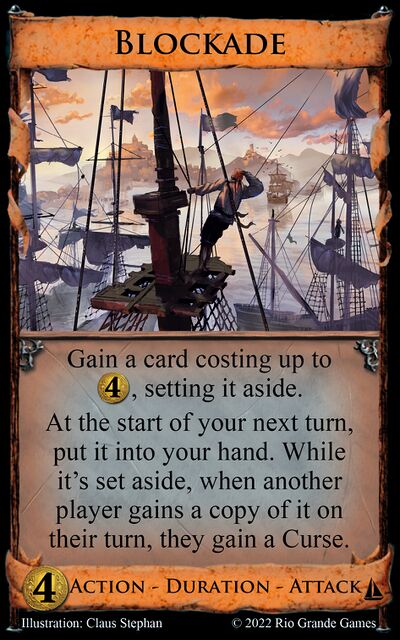 BLOCKADE
Gain a card costing up to
4, setting it aside.
At the start of your next turn,
put it into your hand. While
it's set aside, when another
player gains a copy of it on
their turn, they gain a Curse.
4 ACTION - DURATION - ATTACK
Illustration: Claus Stephan © 2022 Rio Grande Games